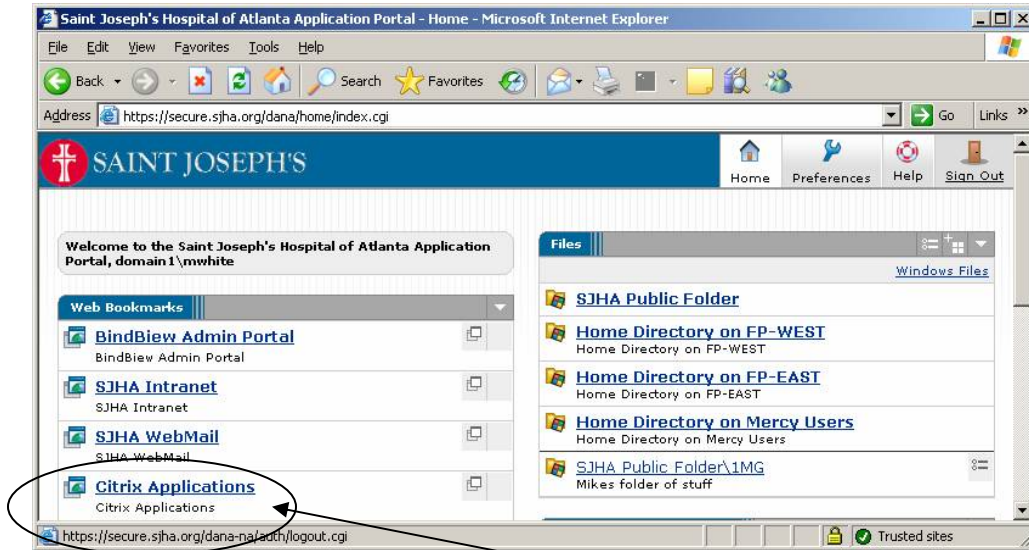 Saint Joseph's Hospital of Atlanta Application Portal - Home - Microsoft Internet Explorer
File Edit View Favorites Tools Help
Back Search Favorites
Address https://secure.sjha.org/dana/home/index.cgi Go Links »
SAINT JOSEPH'S
Home Preferences Help Sign Out
Welcome to the Saint Joseph's Hospital of Atlanta Application
Portal, domain1\mwhite
Web Bookmarks
BindBiew Admin Portal
BindBiew Admin Portal
SJHA Intranet
SJHA Intranet
SJHA WebMail
SJHA WebMail
Citrix Applications
Citrix Applications
Files
Windows Files
SJHA Public Folder
Home Directory on FP-WEST
Home Directory on FP-WEST
Home Directory on FP-EAST
Home Directory on FP-EAST
Home Directory on Mercy Users
Home Directory on Mercy Users
SJHA Public Folder\1MG
Mikes folder of stuff
https://secure.sjha.org/dana-na/auth/logout.cgi Trusted sites